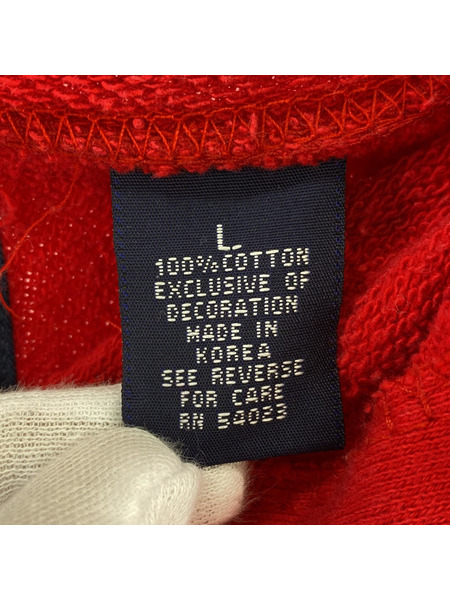 L
100% COTTON
EXCLUSIVE OF
DECORATION
MADE IN
KOREA
SEE REVERSE
FOR CARE
RN 54033